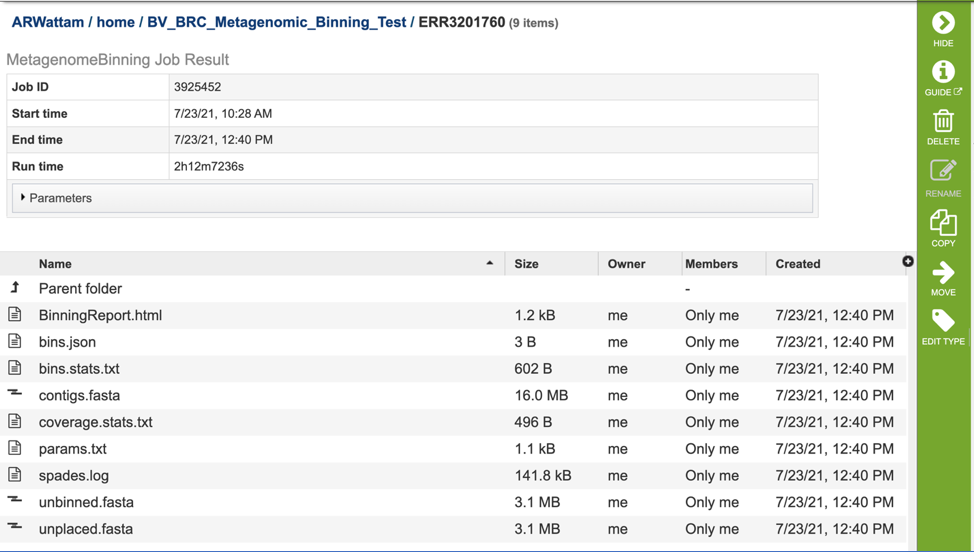 ARWattam / home / BV_BRC_Metagenomic_Binning_Test / ERR3201760 (9 items)
MetagenomeBinning Job Result
Job ID 3925452
Start time 7/23/21, 10:28 AM
End time 7/23/21, 12:40 PM
Run time 2h12m7236s
Parameters
Name Size Owner Members Created
Parent folder -
BinningReport.html 1.2 kB me Only me 7/23/21, 12:40 PM
bins.json 3 B me Only me 7/23/21, 12:40 PM
bins.stats.txt 602 B me Only me 7/23/21, 12:40 PM
contigs.fasta 16.0 MB me Only me 7/23/21, 12:40 PM
coverage.stats.txt 496 B me Only me 7/23/21, 12:40 PM
params.txt 1.1 kB me Only me 7/23/21, 12:40 PM
spades.log 141.8 kB me Only me 7/23/21, 12:40 PM
unbinned.fasta 3.1 MB me Only me 7/23/21, 12:40 PM
unplaced.fasta 3.1 MB me Only me 7/23/21, 12:40 PM
HIDE
GUIDE
DELETE
RENAME
COPY
MOVE
EDIT TYPE